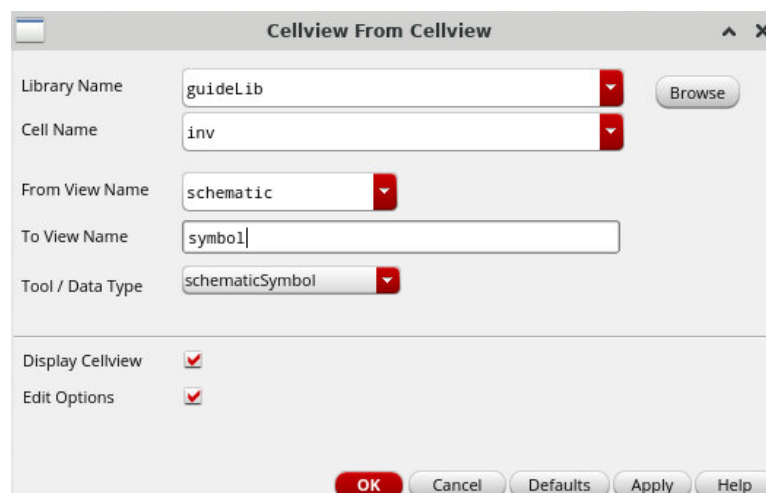 Cellview From Cellview
Library Name guideLib Browse
Cell Name inv
From View Name schematic
To View Name symbol
Tool / Data Type schematicSymbol
Display Cellview
Edit Options
OK Cancel Defaults Apply Help